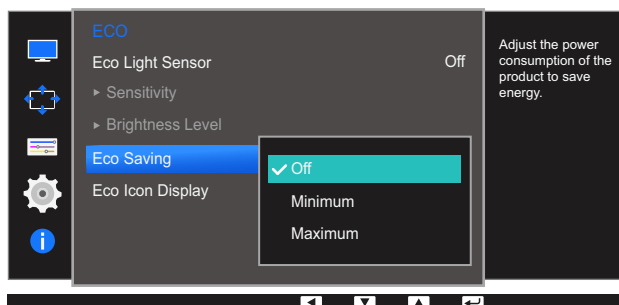 ECO
Eco Light Sensor Off
▸ Sensitivity
▸ Brightness Level
Eco Saving
Eco Icon Display
✓ Off
Minimum
Maximum
Adjust the power
consumption of the
product to save
energy.